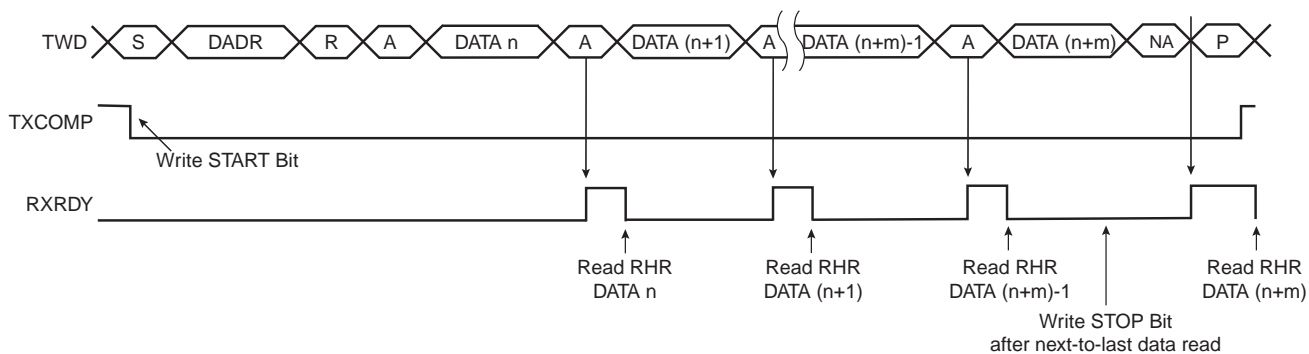 TWD S DADR R A DATA n A DATA (n+1) A DATA (n+m)-1 A DATA (n+m) NA P
TXCOMP
Write START Bit
RXRDY
Read RHR
DATA n
Read RHR
DATA (n+1)
Read RHR
DATA (n+m)-1
Read RHR
DATA (n+m)
Write STOP Bit
after next-to-last data read